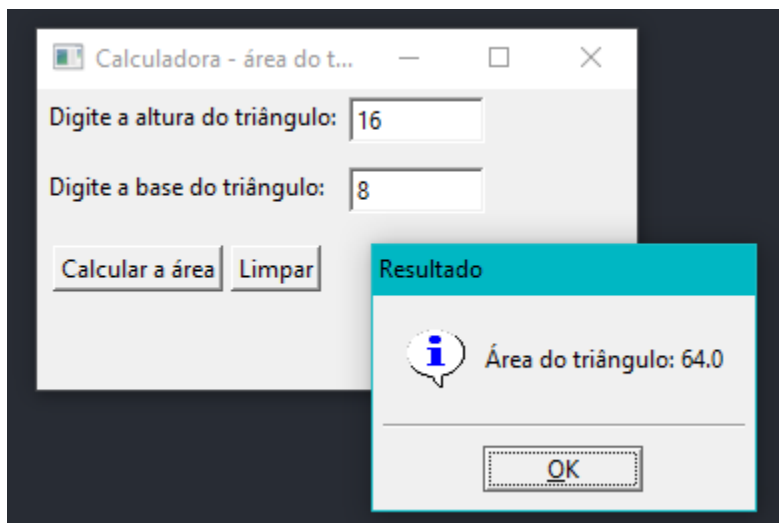 Calculadora - área do t...
Digite a altura do triângulo: 16
Digite a base do triângulo: 8
Calcular a área Limpar
Resultado
Área do triângulo: 64.0
OK